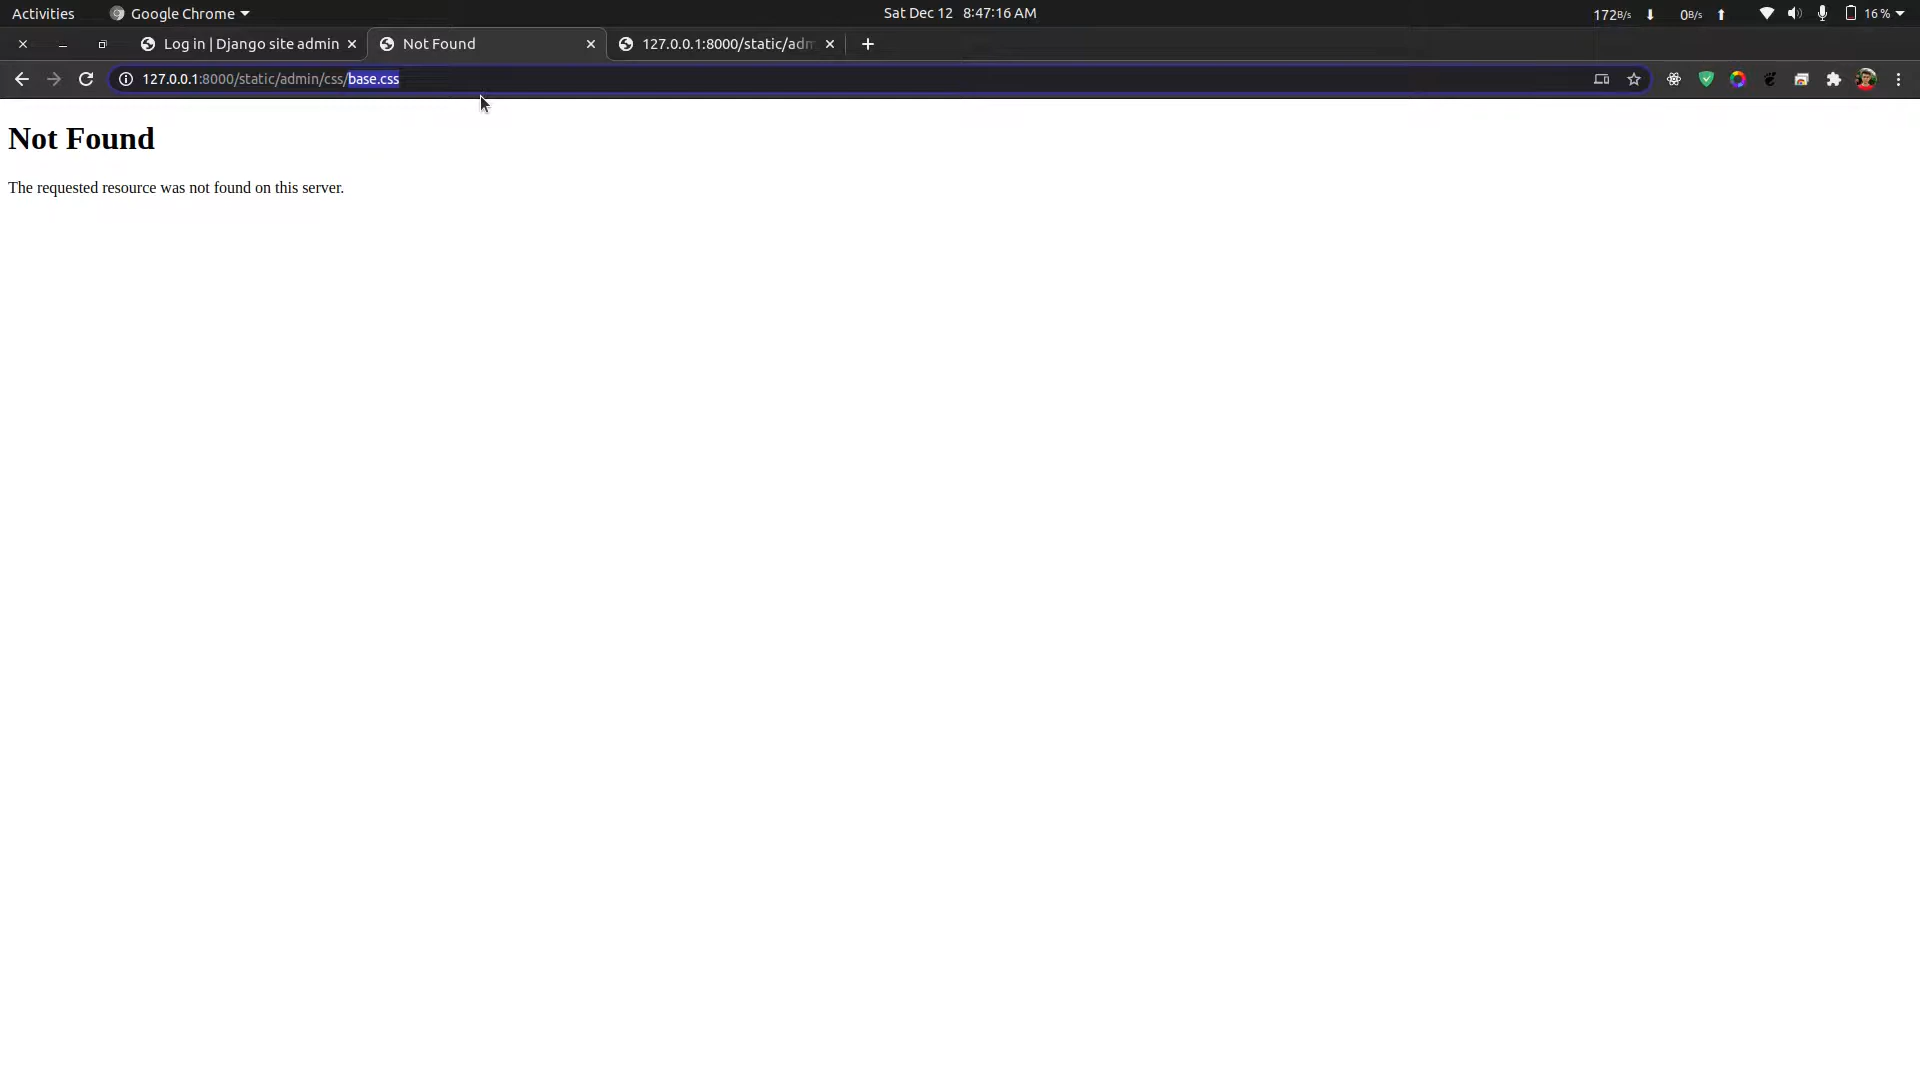 Activities Google Chrome Sat Dec 12 8:47:16 AM 172B/s 0B/s 16 %
Log in | Django site admin Not Found 127.0.0.1:8000/static/adm
127.0.0.1:8000/static/admin/css/base.css
Not Found
The requested resource was not found on this server.